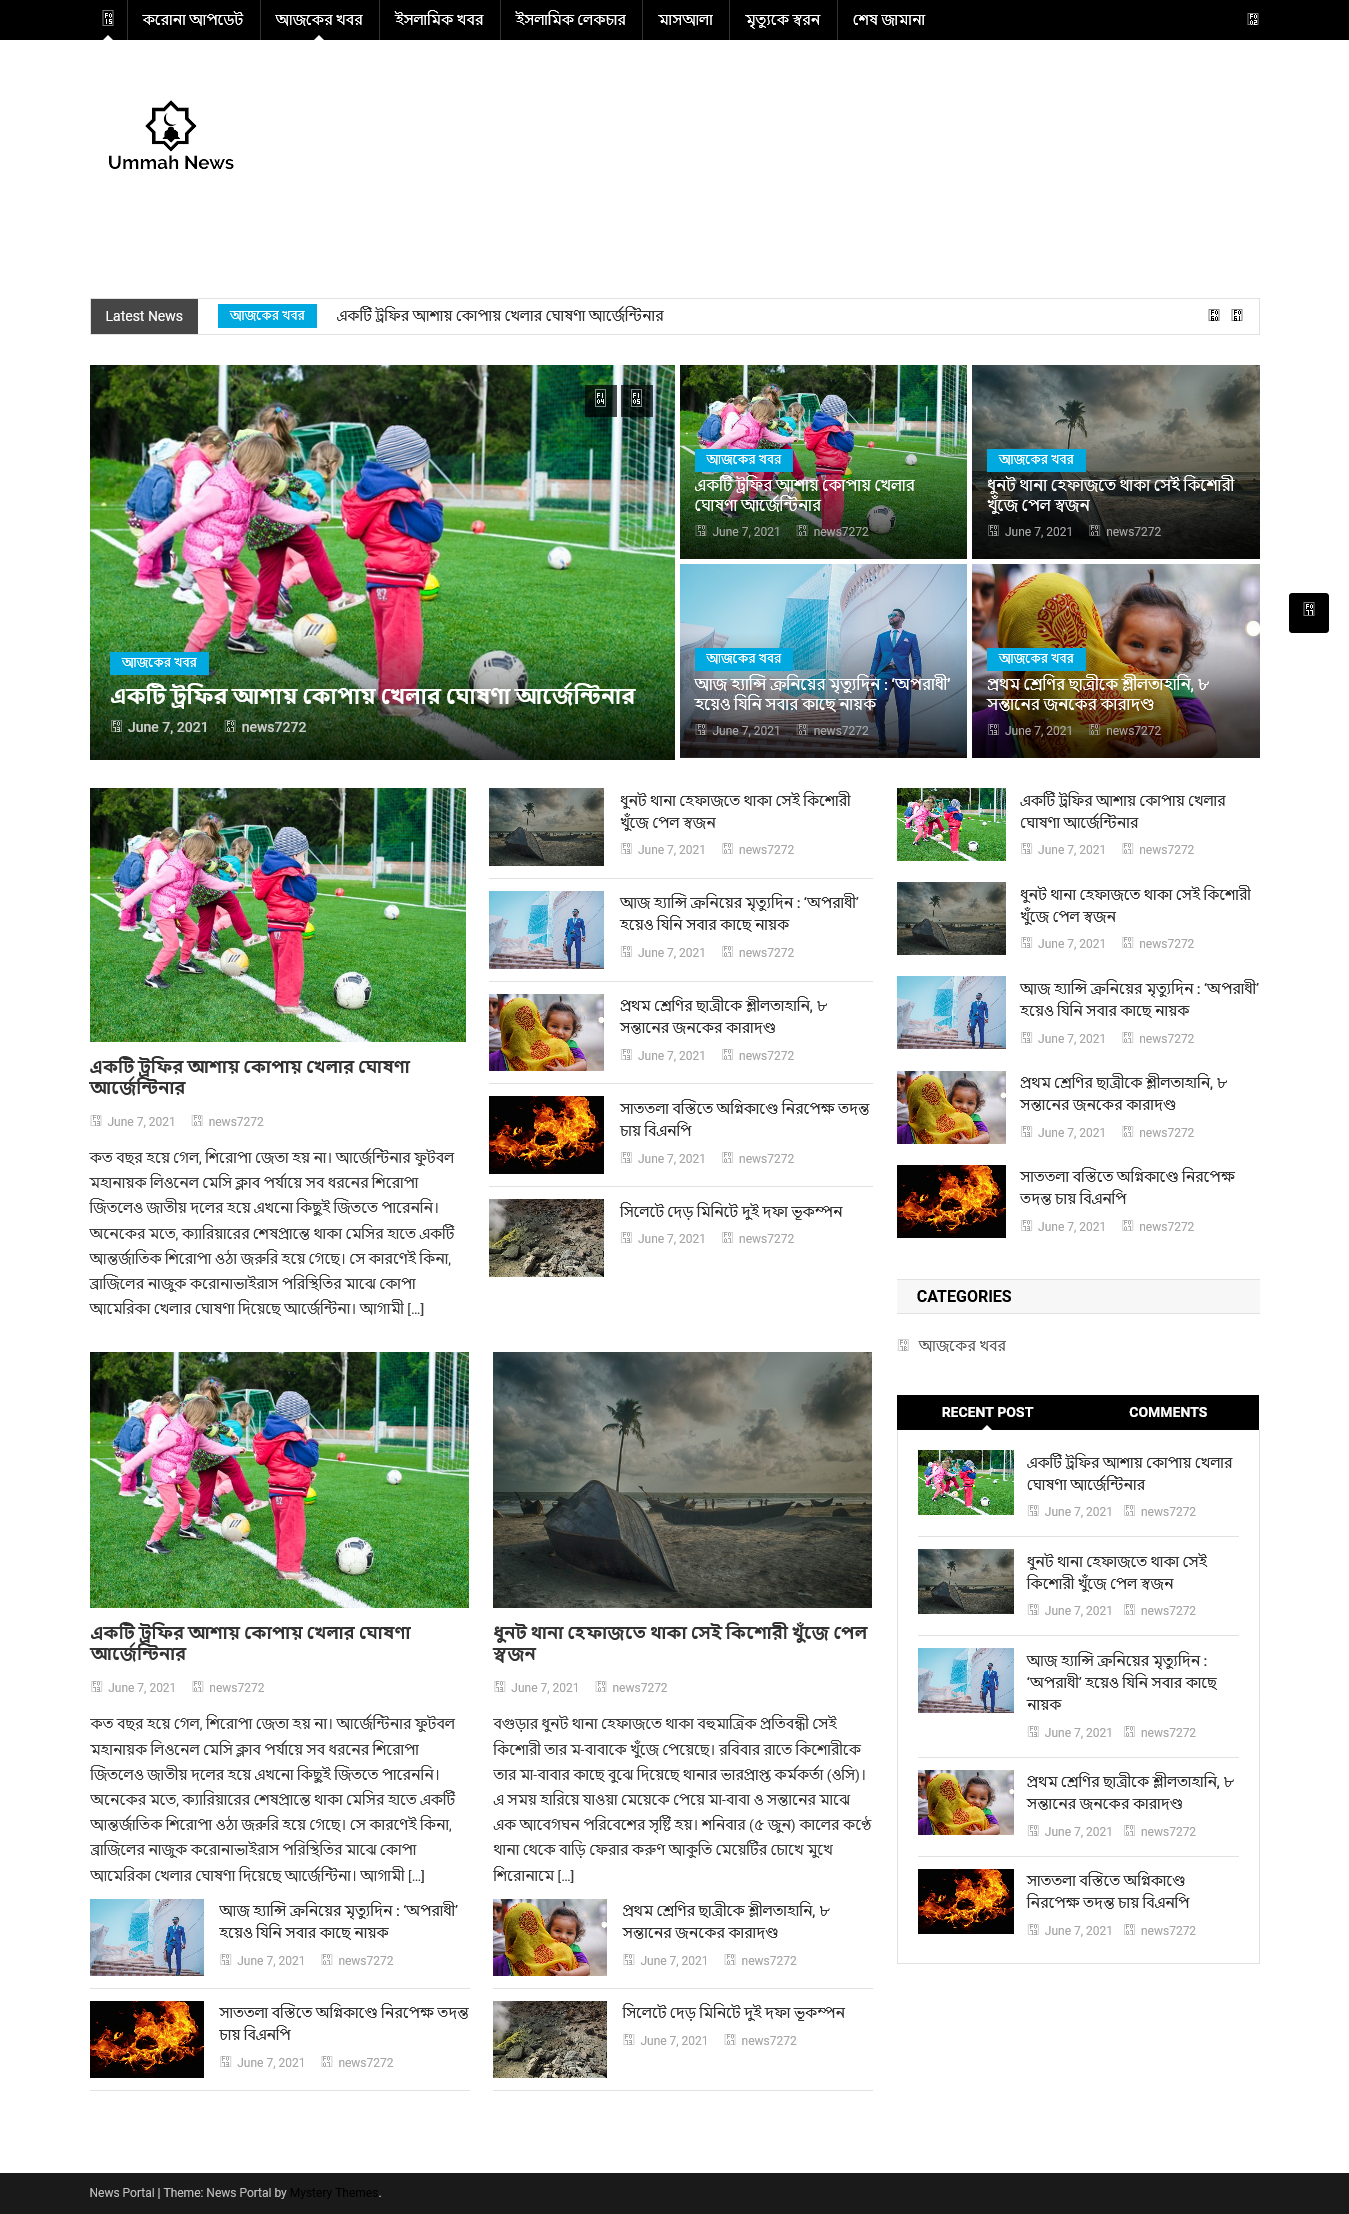 করোনা আপডেট আজকের খবর ইসলামিক খবর ইসলামিক লেকচার মাসআলা মৃত্যুকে স্বরন শেষ জামানা
Ummah News
Latest News আজকের খবর একটি ট্রফির আশায় কোপায় খেলার ঘোষণা আর্জেন্টিনার
আজকের খবর
একটি ট্রফির আশায় কোপায় খেলার ঘোষণা আর্জেন্টিনার
June 7, 2021 news7272
আজকের খবর
একটি ট্রফির আশায় কোপায় খেলার
ঘোষণা আর্জেন্টিনার
June 7, 2021 news7272
আজকের খবর
ধুনট থানা হেফাজতে থাকা সেই কিশোরী
খুঁজে পেল স্বজন
June 7, 2021 news7272
আজকের খবর
আজ হ্যান্সি ক্রনিয়ের মৃত্যুদিন : ‘অপরাধী’
হয়েও যিনি সবার কাছে নায়ক
June 7, 2021 news7272
আজকের খবর
প্রথম শ্রেণির ছাত্রীকে শ্লীলতাহানি, ৮
সন্তানের জনকের কারাদণ্ড
June 7, 2021 news7272
একটি ট্রফির আশায় কোপায় খেলার ঘোষণা
আর্জেন্টিনার
June 7, 2021 news7272
কত বছর হয়ে গেল, শিরোপা জেতা হয় না। আর্জেন্টিনার ফুটবল
মহানায়ক লিওনেল মেসি ক্লাব পর্যায়ে সব ধরনের শিরোপা
জিতলেও জাতীয় দলের হয়ে এখনো কিছুই জিততে পারেননি।
অনেকের মতে, ক্যারিয়ারের শেষপ্রান্তে থাকা মেসির হাতে একটি
আন্তর্জাতিক শিরোপা ওঠা জরুরি হয়ে গেছে। সে কারণেই কিনা,
ব্রাজিলের নাজুক করোনাভাইরাস পরিস্থিতির মাঝে কোপা
আমেরিকা খেলার ঘোষণা দিয়েছে আর্জেন্টিনা। আগামী [...]
ধুনট থানা হেফাজতে থাকা সেই কিশোরী
খুঁজে পেল স্বজন
June 7, 2021 news7272
আজ হ্যান্সি ক্রনিয়ের মৃত্যুদিন : ‘অপরাধী’
হয়েও যিনি সবার কাছে নায়ক
June 7, 2021 news7272
প্রথম শ্রেণির ছাত্রীকে শ্লীলতাহানি, ৮
সন্তানের জনকের কারাদণ্ড
June 7, 2021 news7272
সাততলা বস্তিতে অগ্নিকাণ্ডে নিরপেক্ষ তদন্ত
চায় বিএনপি
June 7, 2021 news7272
সিলেটে দেড় মিনিটে দুই দফা ভূকম্পন
June 7, 2021 news7272
একটি ট্রফির আশায় কোপায় খেলার
ঘোষণা আর্জেন্টিনার
June 7, 2021 news7272
ধুনট থানা হেফাজতে থাকা সেই কিশোরী
খুঁজে পেল স্বজন
June 7, 2021 news7272
আজ হ্যান্সি ক্রনিয়ের মৃত্যুদিন : ‘অপরাধী’
হয়েও যিনি সবার কাছে নায়ক
June 7, 2021 news7272
প্রথম শ্রেণির ছাত্রীকে শ্লীলতাহানি, ৮
সন্তানের জনকের কারাদণ্ড
June 7, 2021 news7272
সাততলা বস্তিতে অগ্নিকাণ্ডে নিরপেক্ষ
তদন্ত চায় বিএনপি
June 7, 2021 news7272
CATEGORIES
আজকের খবর
RECENT POST COMMENTS
একটি ট্রফির আশায় কোপায় খেলার
ঘোষণা আর্জেন্টিনার
June 7, 2021 news7272
ধুনট থানা হেফাজতে থাকা সেই
কিশোরী খুঁজে পেল স্বজন
June 7, 2021 news7272
আজ হ্যান্সি ক্রনিয়ের মৃত্যুদিন :
‘অপরাধী’ হয়েও যিনি সবার কাছে
নায়ক
June 7, 2021 news7272
প্রথম শ্রেণির ছাত্রীকে শ্লীলতাহানি, ৮
সন্তানের জনকের কারাদণ্ড
June 7, 2021 news7272
সাততলা বস্তিতে অগ্নিকাণ্ডে
নিরপেক্ষ তদন্ত চায় বিএনপি
June 7, 2021 news7272
একটি ট্রফির আশায় কোপায় খেলার ঘোষণা
আর্জেন্টিনার
June 7, 2021 news7272
কত বছর হয়ে গেল, শিরোপা জেতা হয় না। আর্জেন্টিনার ফুটবল
মহানায়ক লিওনেল মেসি ক্লাব পর্যায়ে সব ধরনের শিরোপা
জিতলেও জাতীয় দলের হয়ে এখনো কিছুই জিততে পারেননি।
অনেকের মতে, ক্যারিয়ারের শেষপ্রান্তে থাকা মেসির হাতে একটি
আন্তর্জাতিক শিরোপা ওঠা জরুরি হয়ে গেছে। সে কারণেই কিনা,
ব্রাজিলের নাজুক করোনাভাইরাস পরিস্থিতির মাঝে কোপা
আমেরিকা খেলার ঘোষণা দিয়েছে আর্জেন্টিনা। আগামী [...]
আজ হ্যান্সি ক্রনিয়ের মৃত্যুদিন : ‘অপরাধী’
হয়েও যিনি সবার কাছে নায়ক
June 7, 2021 news7272
সাততলা বস্তিতে অগ্নিকাণ্ডে নিরপেক্ষ তদন্ত
চায় বিএনপি
June 7, 2021 news7272
ধুনট থানা হেফাজতে থাকা সেই কিশোরী খুঁজে পেল
স্বজন
June 7, 2021 news7272
বগুড়ার ধুনট থানা হেফাজতে থাকা বহুমাত্রিক প্রতিবন্ধী সেই
কিশোরী তার ম-বাবাকে খুঁজে পেয়েছে। রবিবার রাতে কিশোরীকে
তার মা-বাবার কাছে বুঝে দিয়েছে থানার ভারপ্রাপ্ত কর্মকর্তা (ওসি)।
এ সময় হারিয়ে যাওয়া মেয়েকে পেয়ে মা-বাবা ও সন্তানের মাঝে
এক আবেগঘন পরিবেশের সৃষ্টি হয়। শনিবার (৫ জুন) কালের কণ্ঠে
থানা থেকে বাড়ি ফেরার করুণ আকুতি মেয়েটির চোখে মুখে
শিরোনামে [...]
প্রথম শ্রেণির ছাত্রীকে শ্লীলতাহানি, ৮
সন্তানের জনকের কারাদণ্ড
June 7, 2021 news7272
সিলেটে দেড় মিনিটে দুই দফা ভূকম্পন
June 7, 2021 news7272
News Portal | Theme: News Portal by Mystery Themes.